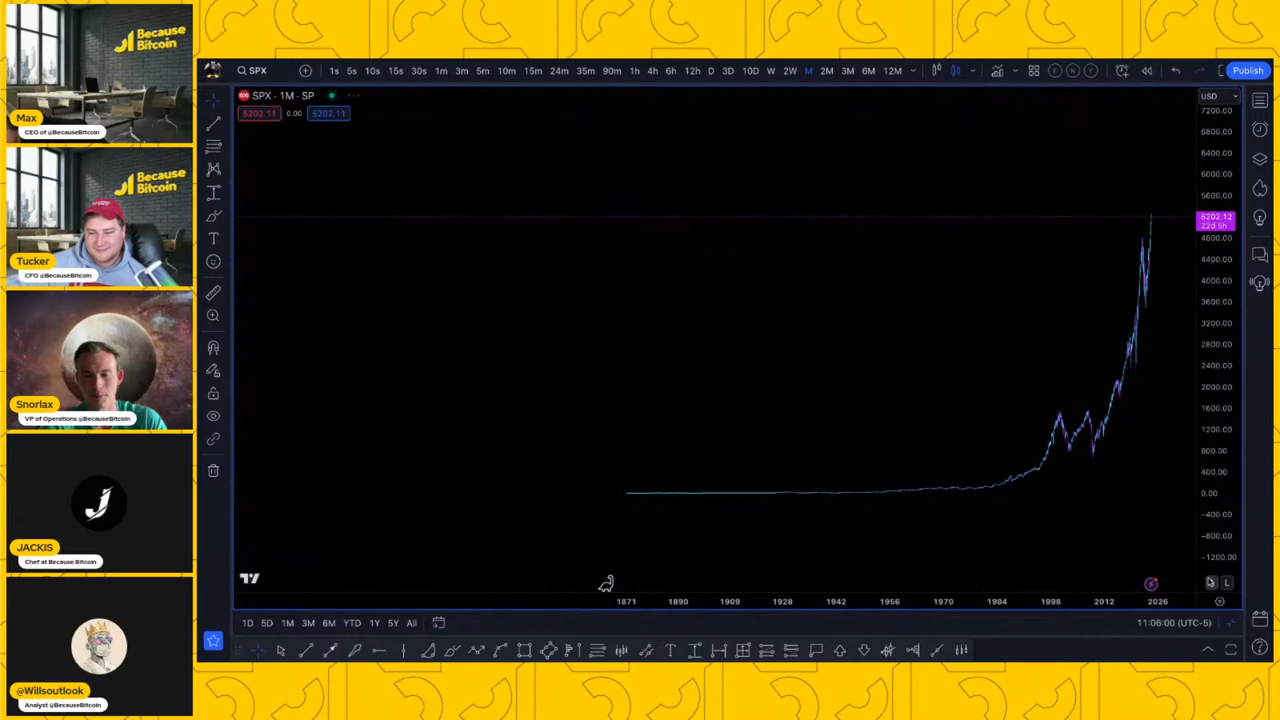 Because
Bitcoin
Max
CEO of @BecauseBitcoin
Because
Bitcoin
Tucker
CFO @BecauseBitcoin
Snorlax
VP of Operations @BecauseBitcoin
JACKIS
Chef at Because Bitcoin
@Willsoutlook
Analyst @BecauseBitcoin
SPX 1s 5s 10s 15s 30s 1m 3m 5m 10m 15m 24m 35m 90m 1h 4h 6h 12h D 3D 10D W 2W M 2M 3M 6M 12M E N Y Publish
500 SPX · 1M · SP
5202.11 0.00 5202.11
USD
7200.00
6800.00
6400.00
6000.00
5600.00
5202.12
22d 5h
4800.00
4400.00
4000.00
3600.00
3200.00
2800.00
2400.00
2000.00
1600.00
1200.00
800.00
400.00
0.00
-400.00
-800.00
-1200.00
L
1871 1890 1909 1928 1942 1956 1970 1984 1998 2012 2026
1D 5D 1M 3M 6M YTD 1Y 5Y All 11:06:00 (UTC-5)